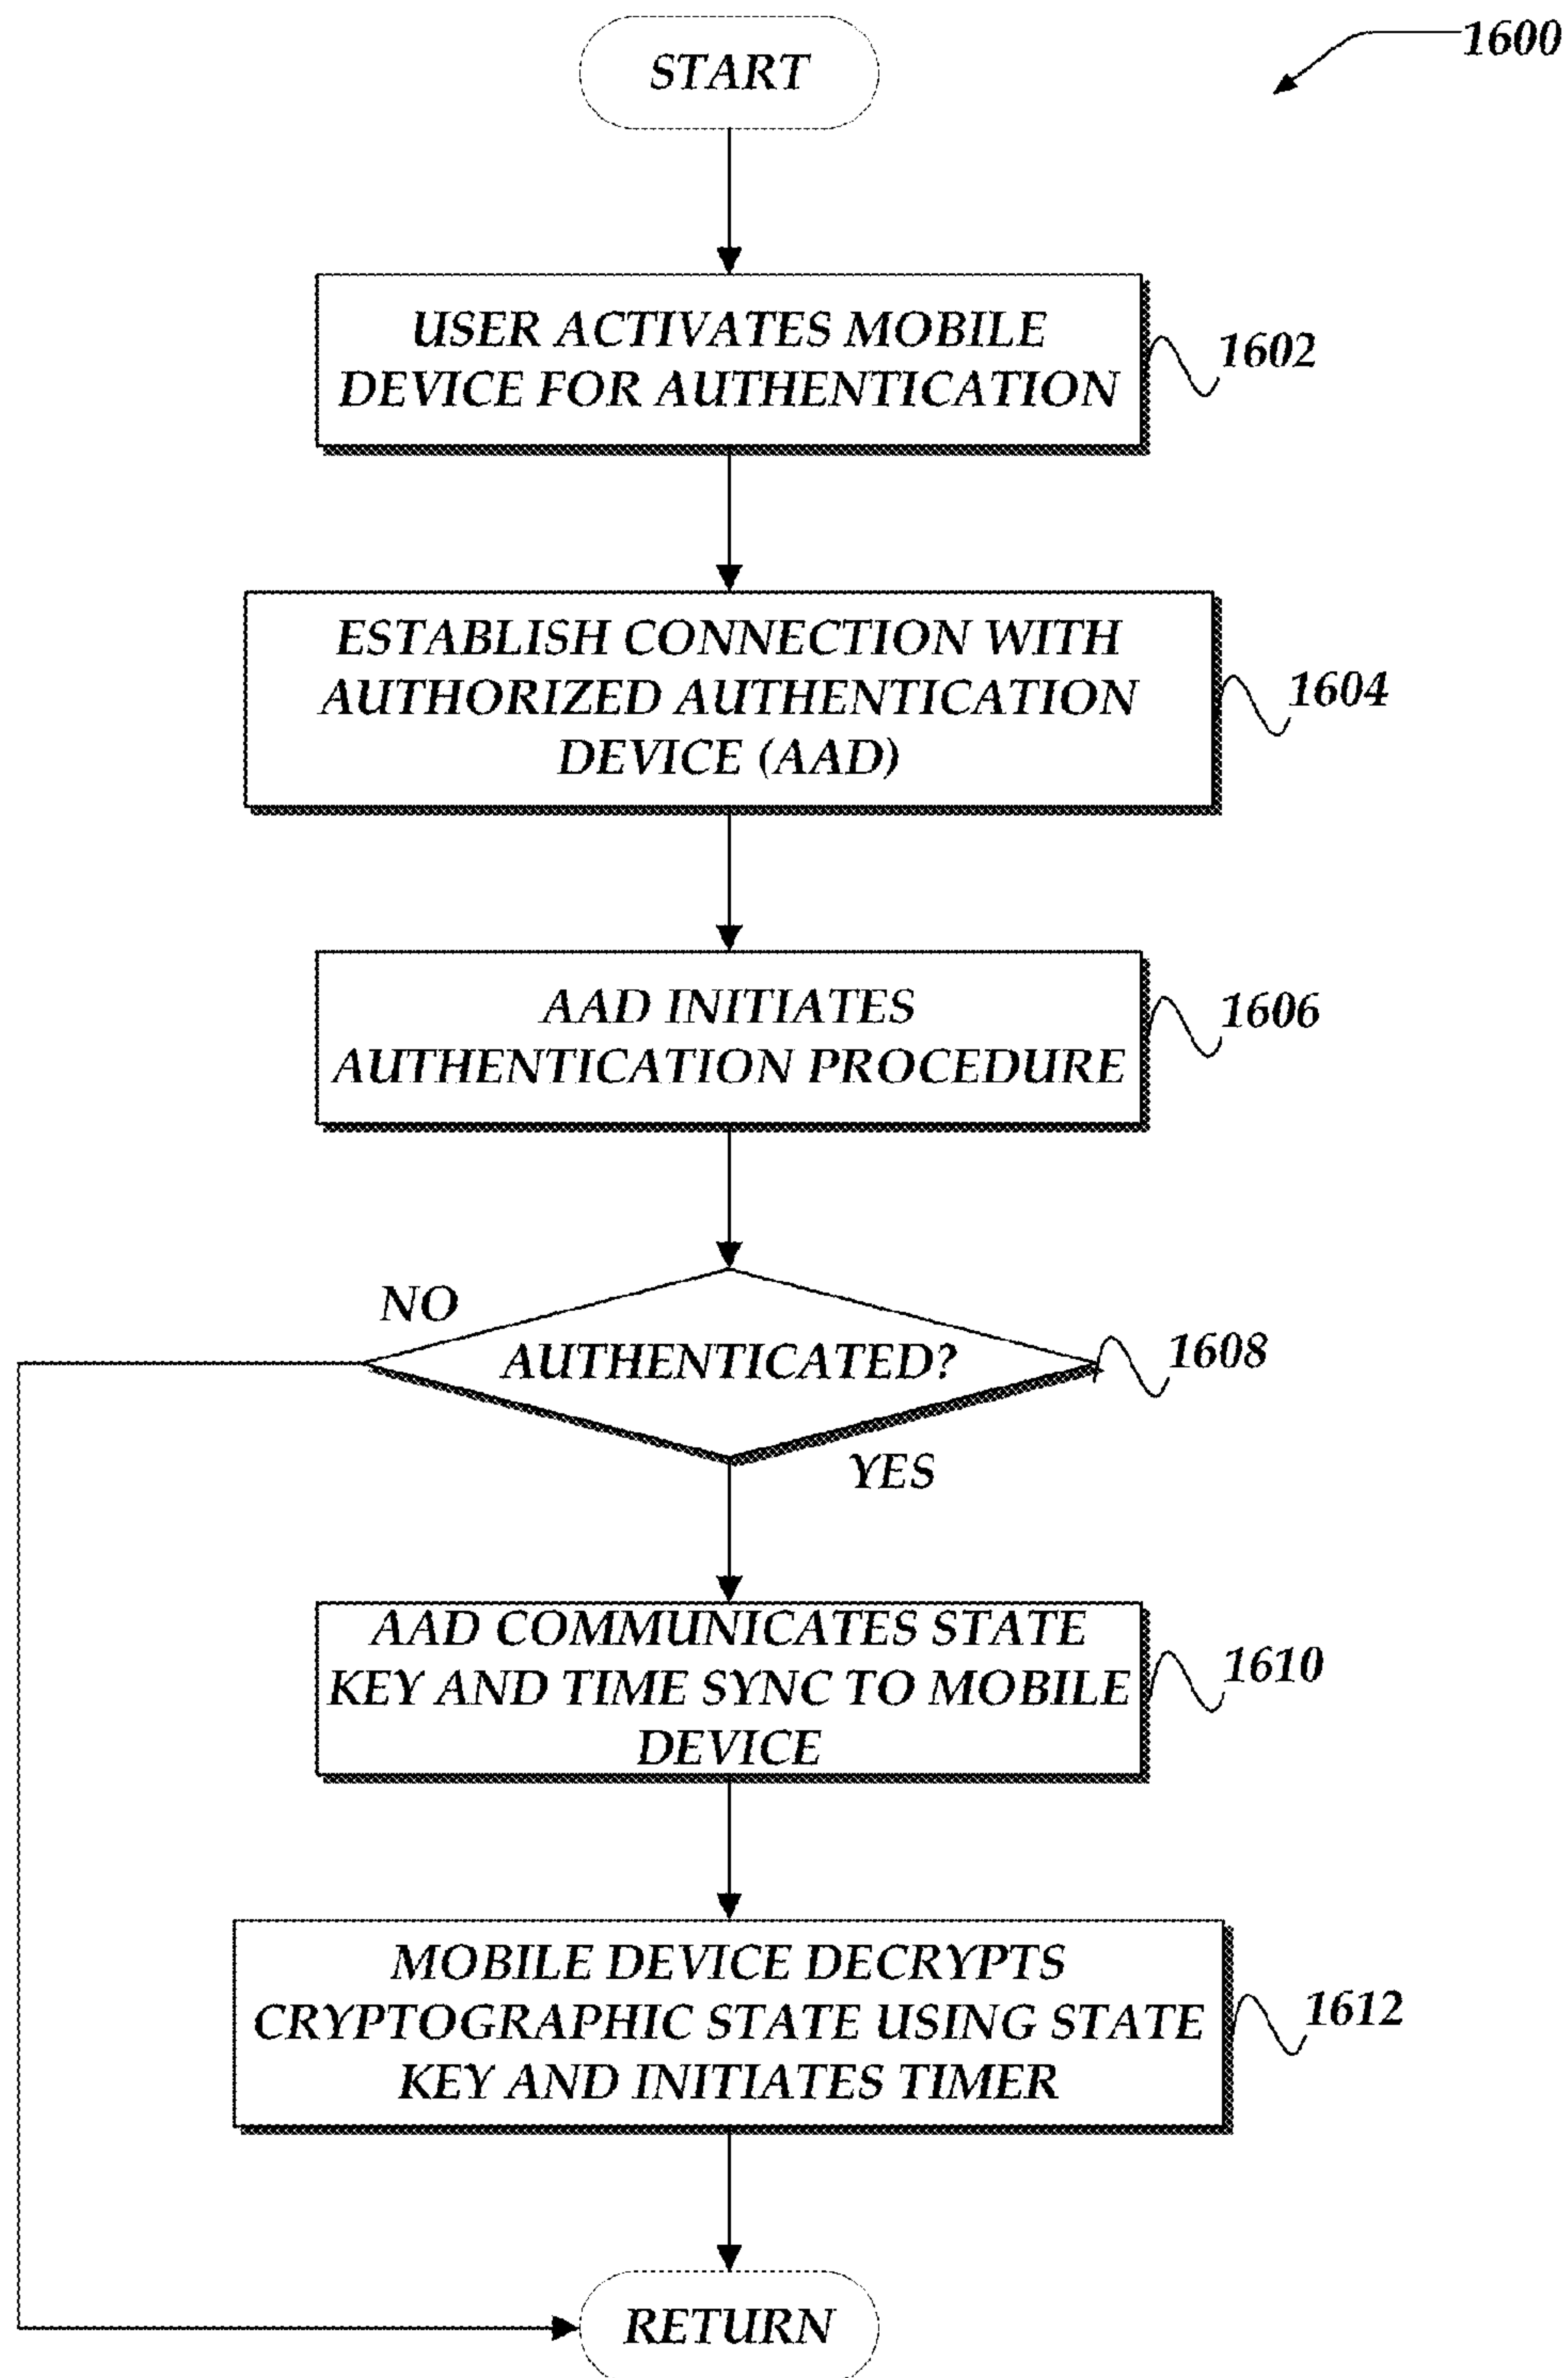 1600
START
USER ACTIVATES MOBILE
DEVICE FOR AUTHENTICATION
1602
ESTABLISH CONNECTION WITH
AUTHORIZED AUTHENTICATION
DEVICE (AAD)
1604
AAD INITIATES
AUTHENTICATION PROCEDURE
1606
NO
AUTHENTICATED?
1608
YES
AAD COMMUNICATES STATE
KEY AND TIME SYNC TO MOBILE
DEVICE
1610
MOBILE DEVICE DECRYPTS
CRYPTOGRAPHIC STATE USING STATE
KEY AND INITIATES TIMER
1612
RETURN